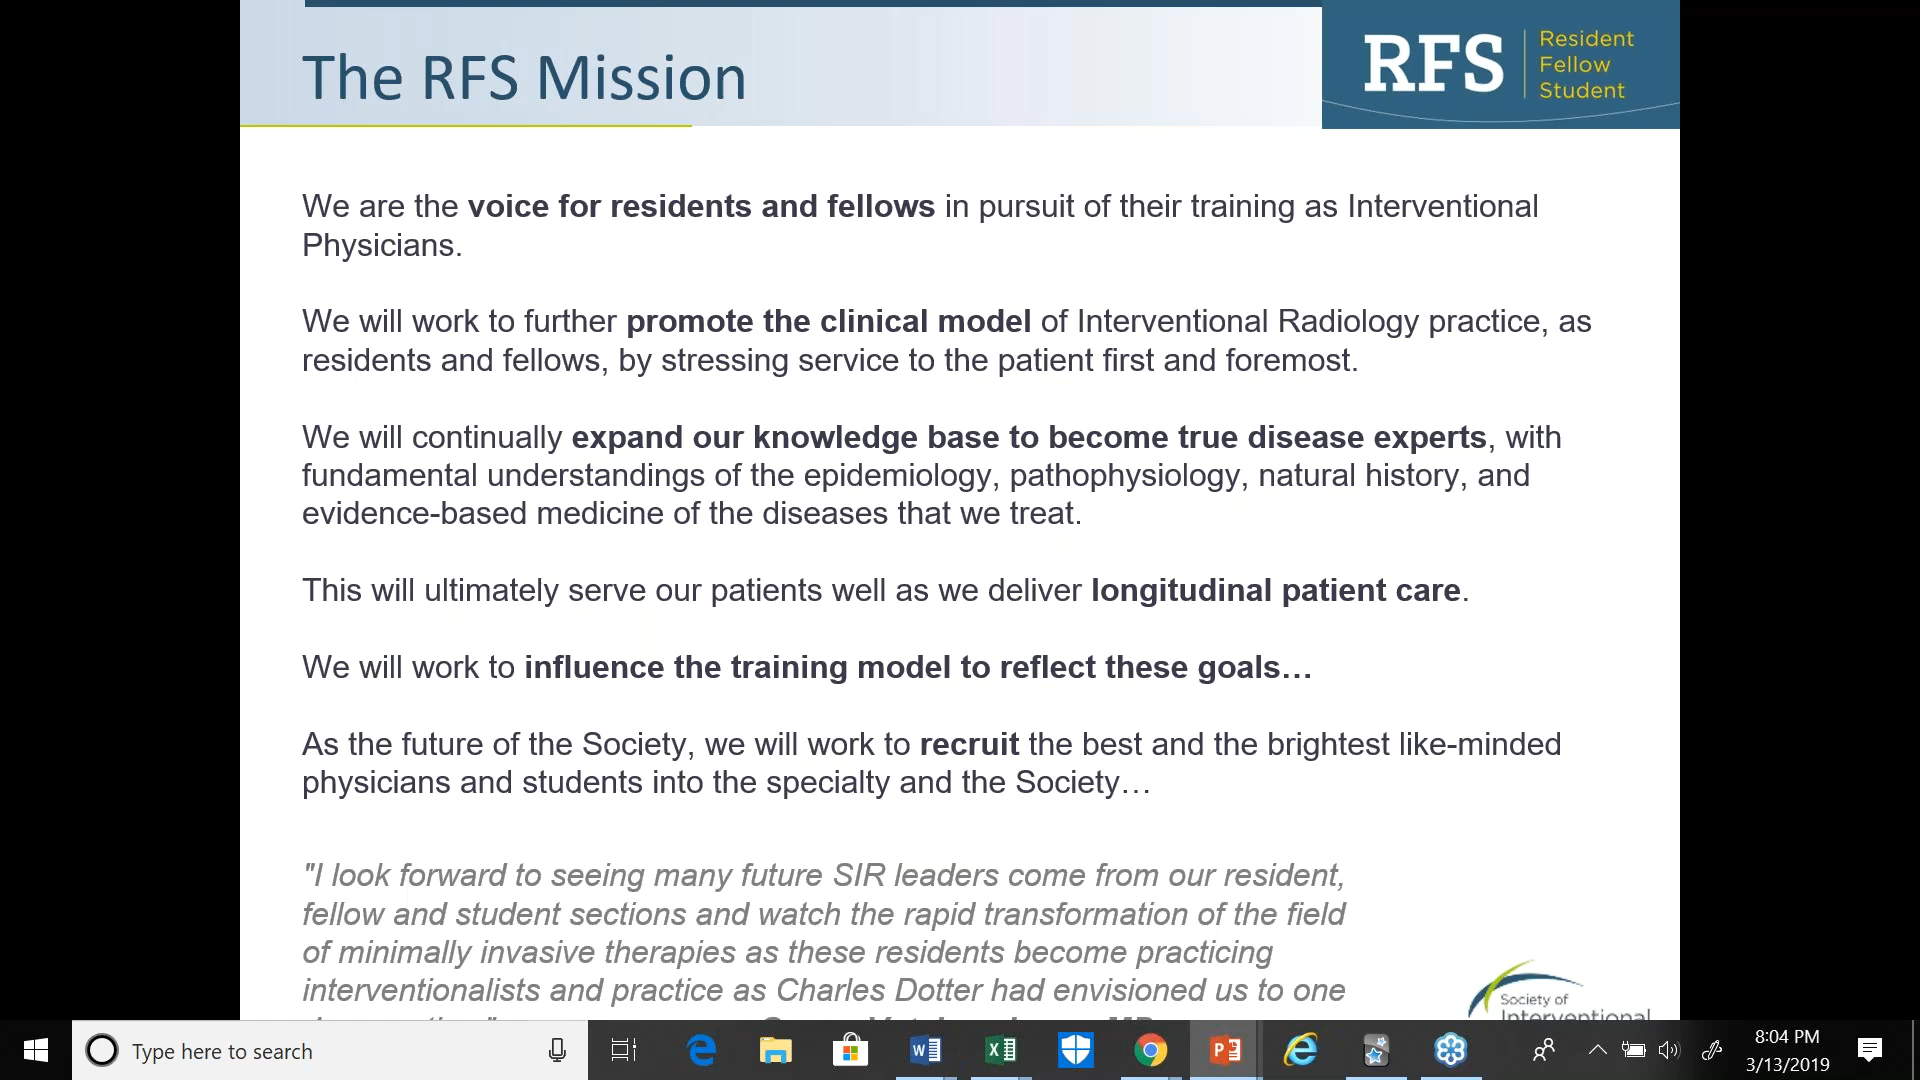 The RFS Mission
RFS
Resident
Fellow
Student
We are the voice for residents and fellows in pursuit of their training as Interventional
Physicians.
We will work to further promote the clinical model of Interventional Radiology practice, as
residents and fellows, by stressing service to the patient first and foremost.
We will continually expand our knowledge base to become true disease experts, with
fundamental understandings of the epidemiology, pathophysiology, natural history, and
evidence-based medicine of the diseases that we treat.
This will ultimately serve our patients well as we deliver longitudinal patient care.
We will work to influence the training model to reflect these goals…
As the future of the Society, we will work to recruit the best and the brightest like-minded
physicians and students into the specialty and the Society…
"I look forward to seeing many future SIR leaders come from our resident,
fellow and student sections and watch the rapid transformation of the field
of minimally invasive therapies as these residents become practicing
interventionalists and practice as Charles Dotter had envisioned us to one
Society of
Interventional
Type here to search
8:04 PM
3/13/2019